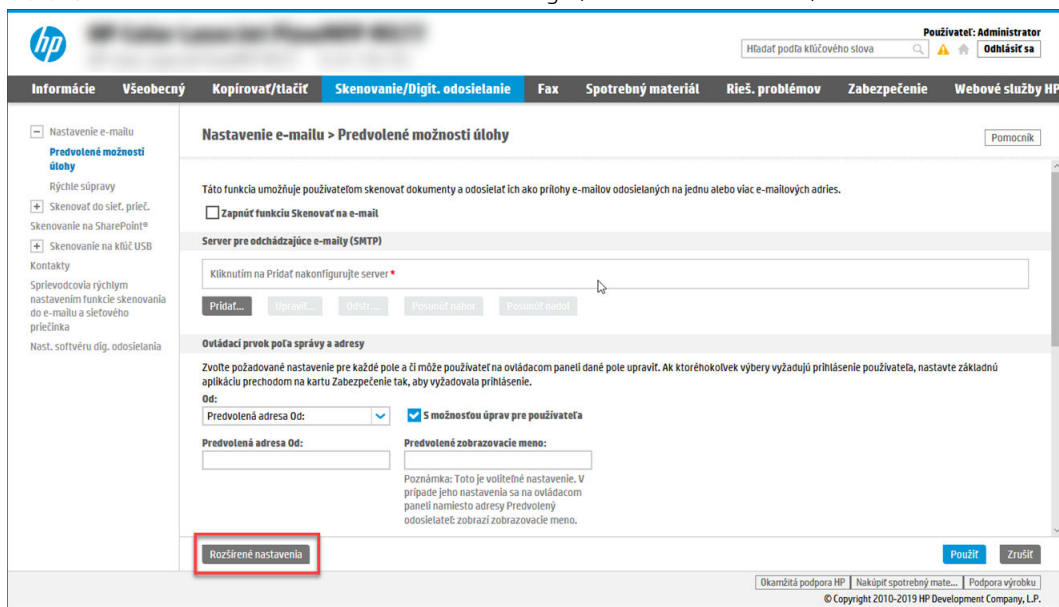 hp
Používateľ: Administrator
Hľadať podľa kľúčového slova
Odhlásiť sa
Informácie Všeobecný Kopírovať/tlačiť Skenovanie/Digit. odosielanie Fax Spotrebný materiál Rieš. problémov Zabezpečenie Webové služby HP
Nastavenie e-mailu
Predvolené možnosti
úlohy
Rýchle súpravy
Skenovať do sieť. prieč.
Skenovanie na SharePoint®
Skenovanie na kľúč USB
Kontakty
Sprievodcovia rýchlym
nastavením funkcie skenovania
do e-mailu a sieťového
priečinka
Nast. softvéru dig. odosielania
Nastavenie e-mailu > Predvolené možnosti úlohy
Pomocník
Táto funkcia umožňuje používateľom skenovať dokumenty a odosielať ich ako prílohy e-mailov odosielaných na jednu alebo viac e-mailových adries.
Zapnúť funkciu Skenovať na e-mail
Server pre odchádzajúce e-maily (SMTP)
Kliknutím na Pridať nakonfigurujte server *
Pridať... Upraviť... Odstr.... Posunúť nahor Posunúť nadol
Ovládací prvok poľa správy a adresy
Zvoľte požadované nastavenie pre každé pole a či môže používateľ na ovládacom paneli dané pole upraviť. Ak ktoréhokoľvek výbery vyžadujú prihlásenie používateľa, nastavte základnú
aplikáciu prechodom na kartu Zabezpečenie tak, aby vyžadovala prihlásenie.
Od:
Predvolená adresa Od:
S možnosťou úprav pre používateľa
Predvolená adresa Od: Predvolené zobrazovacie meno:
Poznámka: Toto je voliteľné nastavenie. V
prípade jeho nastavenia sa na ovládacom
paneli namiesto adresy Predvolený
odosielateľ: zobrazí zobrazovacie meno.
Rozšírené nastavenia
Použiť Zrušiť
Okamžitá podpora HP Nakúpiť spotrebný mate... Podpora výrobku
© Copyright 2010-2019 HP Development Company, L.P.